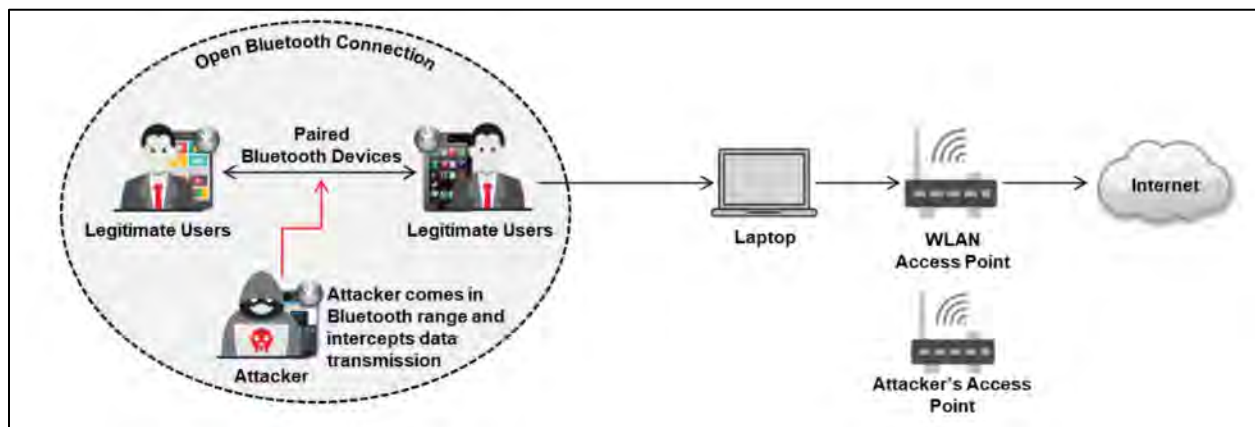 Open Bluetooth Connection
Paired
Bluetooth Devices
Legitimate Users
Legitimate Users
Attacker comes in
Bluetooth range and
intercepts data
transmission
Attacker
Laptop
WLAN
Access Point
Internet
Attacker's Access
Point